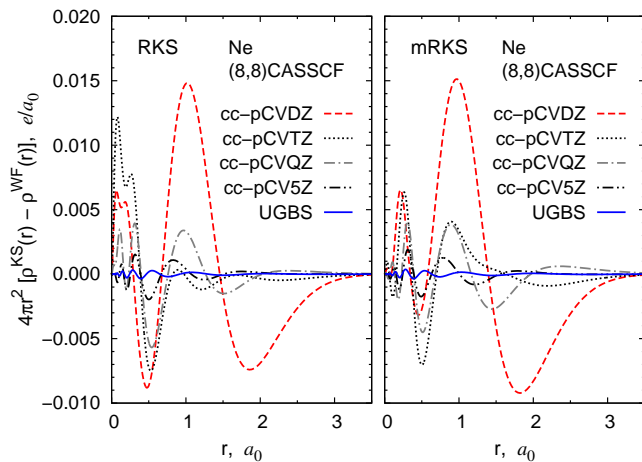 4πr² [ρᴷˢ(r) − ρᵂᶠ(r)], e/a₀
0.020
0.015
0.010
0.005
0.000
−0.005
−0.010
RKS
Ne
(8,8)CASSCF
cc−pCVDZ
cc−pCVTZ
cc−pCVQZ
cc−pCV5Z
UGBS
0
1
2
3
r, a₀
mRKS
Ne
(8,8)CASSCF
cc−pCVDZ
cc−pCVTZ
cc−pCVQZ
cc−pCV5Z
UGBS
0
1
2
3
r, a₀